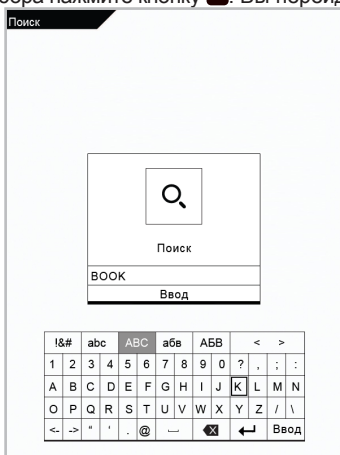 бора нажмите кнопку . Вы перейд
Поиск
Поиск
BOOK
Ввод
!&# abc ABC абв АБВ < >
1 2 3 4 5 6 7 8 9 0 ? , ; :
A B C D E F G H I J K L M N
O P Q R S T U V W X Y Z / \
<- -> " ' . @ Ввод